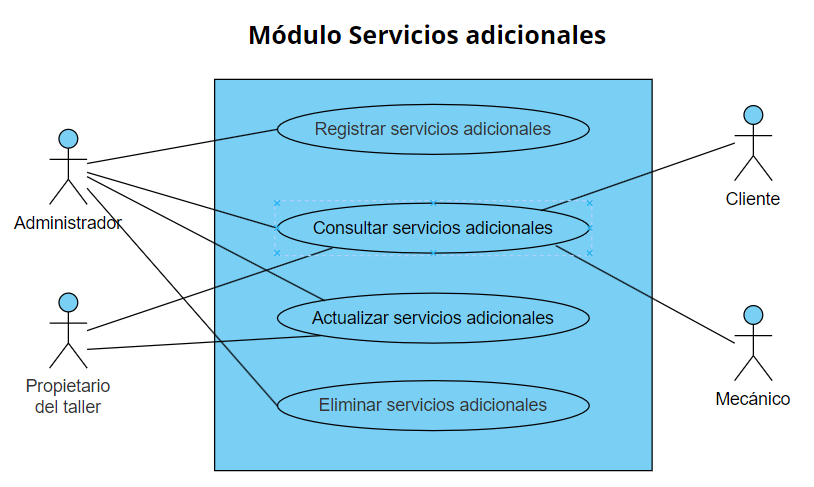 Módulo Servicios adicionales
Registrar servicios adicionales
Administrador
Cliente
Consultar servicios adicionales
Actualizar servicios adicionales
Propietario
del taller
Mecánico
Eliminar servicios adicionales